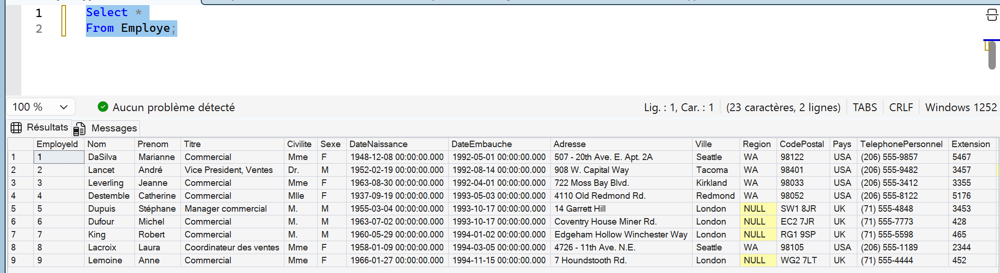 1 Select *
2 From Employe;
100 % Aucun problème détecté Lig. : 1, Car. : 1 (23 caractères, 2 lignes) TABS CRLF Windows 1252
Résultats Messages
EmployeId Nom Prenom Titre Civilite Sexe DateNaissance DateEmbauche Adresse Ville Region CodePostal Pays TelephonePersonnel Extension
1 1 DaSilva Marianne Commercial Mme F 1948-12-08 00:00:00.000 1992-05-01 00:00:00.000 507 - 20th Ave. E. Apt. 2A Seattle WA 98122 USA (206) 555-9857 5467
2 2 Lancet André Vice President, Ventes Dr. M 1952-02-19 00:00:00.000 1992-08-14 00:00:00.000 908 W. Capital Way Tacoma WA 98401 USA (206) 555-9482 3457
3 3 Leverling Jeanne Commercial Mme F 1963-08-30 00:00:00.000 1992-04-01 00:00:00.000 722 Moss Bay Blvd. Kirkland WA 98033 USA (206) 555-3412 3355
4 4 Destemble Catherine Commercial Mlle F 1937-09-19 00:00:00.000 1993-05-03 00:00:00.000 4110 Old Redmond Rd. Redmond WA 98052 USA (206) 555-8122 5176
5 5 Dupuis Stéphane Manager commercial M. M 1955-03-04 00:00:00.000 1993-10-17 00:00:00.000 14 Garrett Hill London NULL SW1 8JR UK (71) 555-4848 3453
6 6 Dufour Michel Commercial M. M 1963-07-02 00:00:00.000 1993-10-17 00:00:00.000 Coventry House Miner Rd. London NULL EC2 7JR UK (71) 555-7773 428
7 7 King Robert Commercial M. M 1960-05-29 00:00:00.000 1994-01-02 00:00:00.000 Edgeham Hollow Winchester Way London NULL RG1 9SP UK (71) 555-5598 465
8 8 Lacroix Laura Coordinateur des ventes Mme F 1958-01-09 00:00:00.000 1994-03-05 00:00:00.000 4726 - 11th Ave. N.E. Seattle WA 98105 USA (206) 555-1189 2344
9 9 Lemoine Anne Commercial Mme F 1966-01-27 00:00:00.000 1994-11-15 00:00:00.000 7 Houndstooth Rd. London NULL WG2 7LT UK (71) 555-4444 452